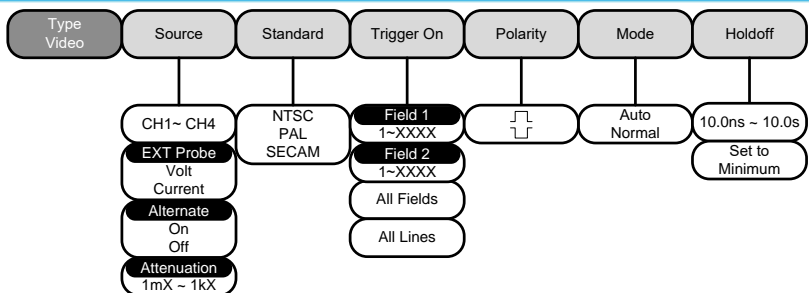 Type
Video
Source
Standard
Trigger On
Polarity
Mode
Holdoff
CH1~ CH4
EXT Probe
Volt
Current
Alternate
On
Off
Attenuation
1mX ~ 1kX
NTSC
PAL
SECAM
Field 1
1~XXXX
Field 2
1~XXXX
All Fields
All Lines
Auto
Normal
10.0ns ~ 10.0s
Set to
Minimum